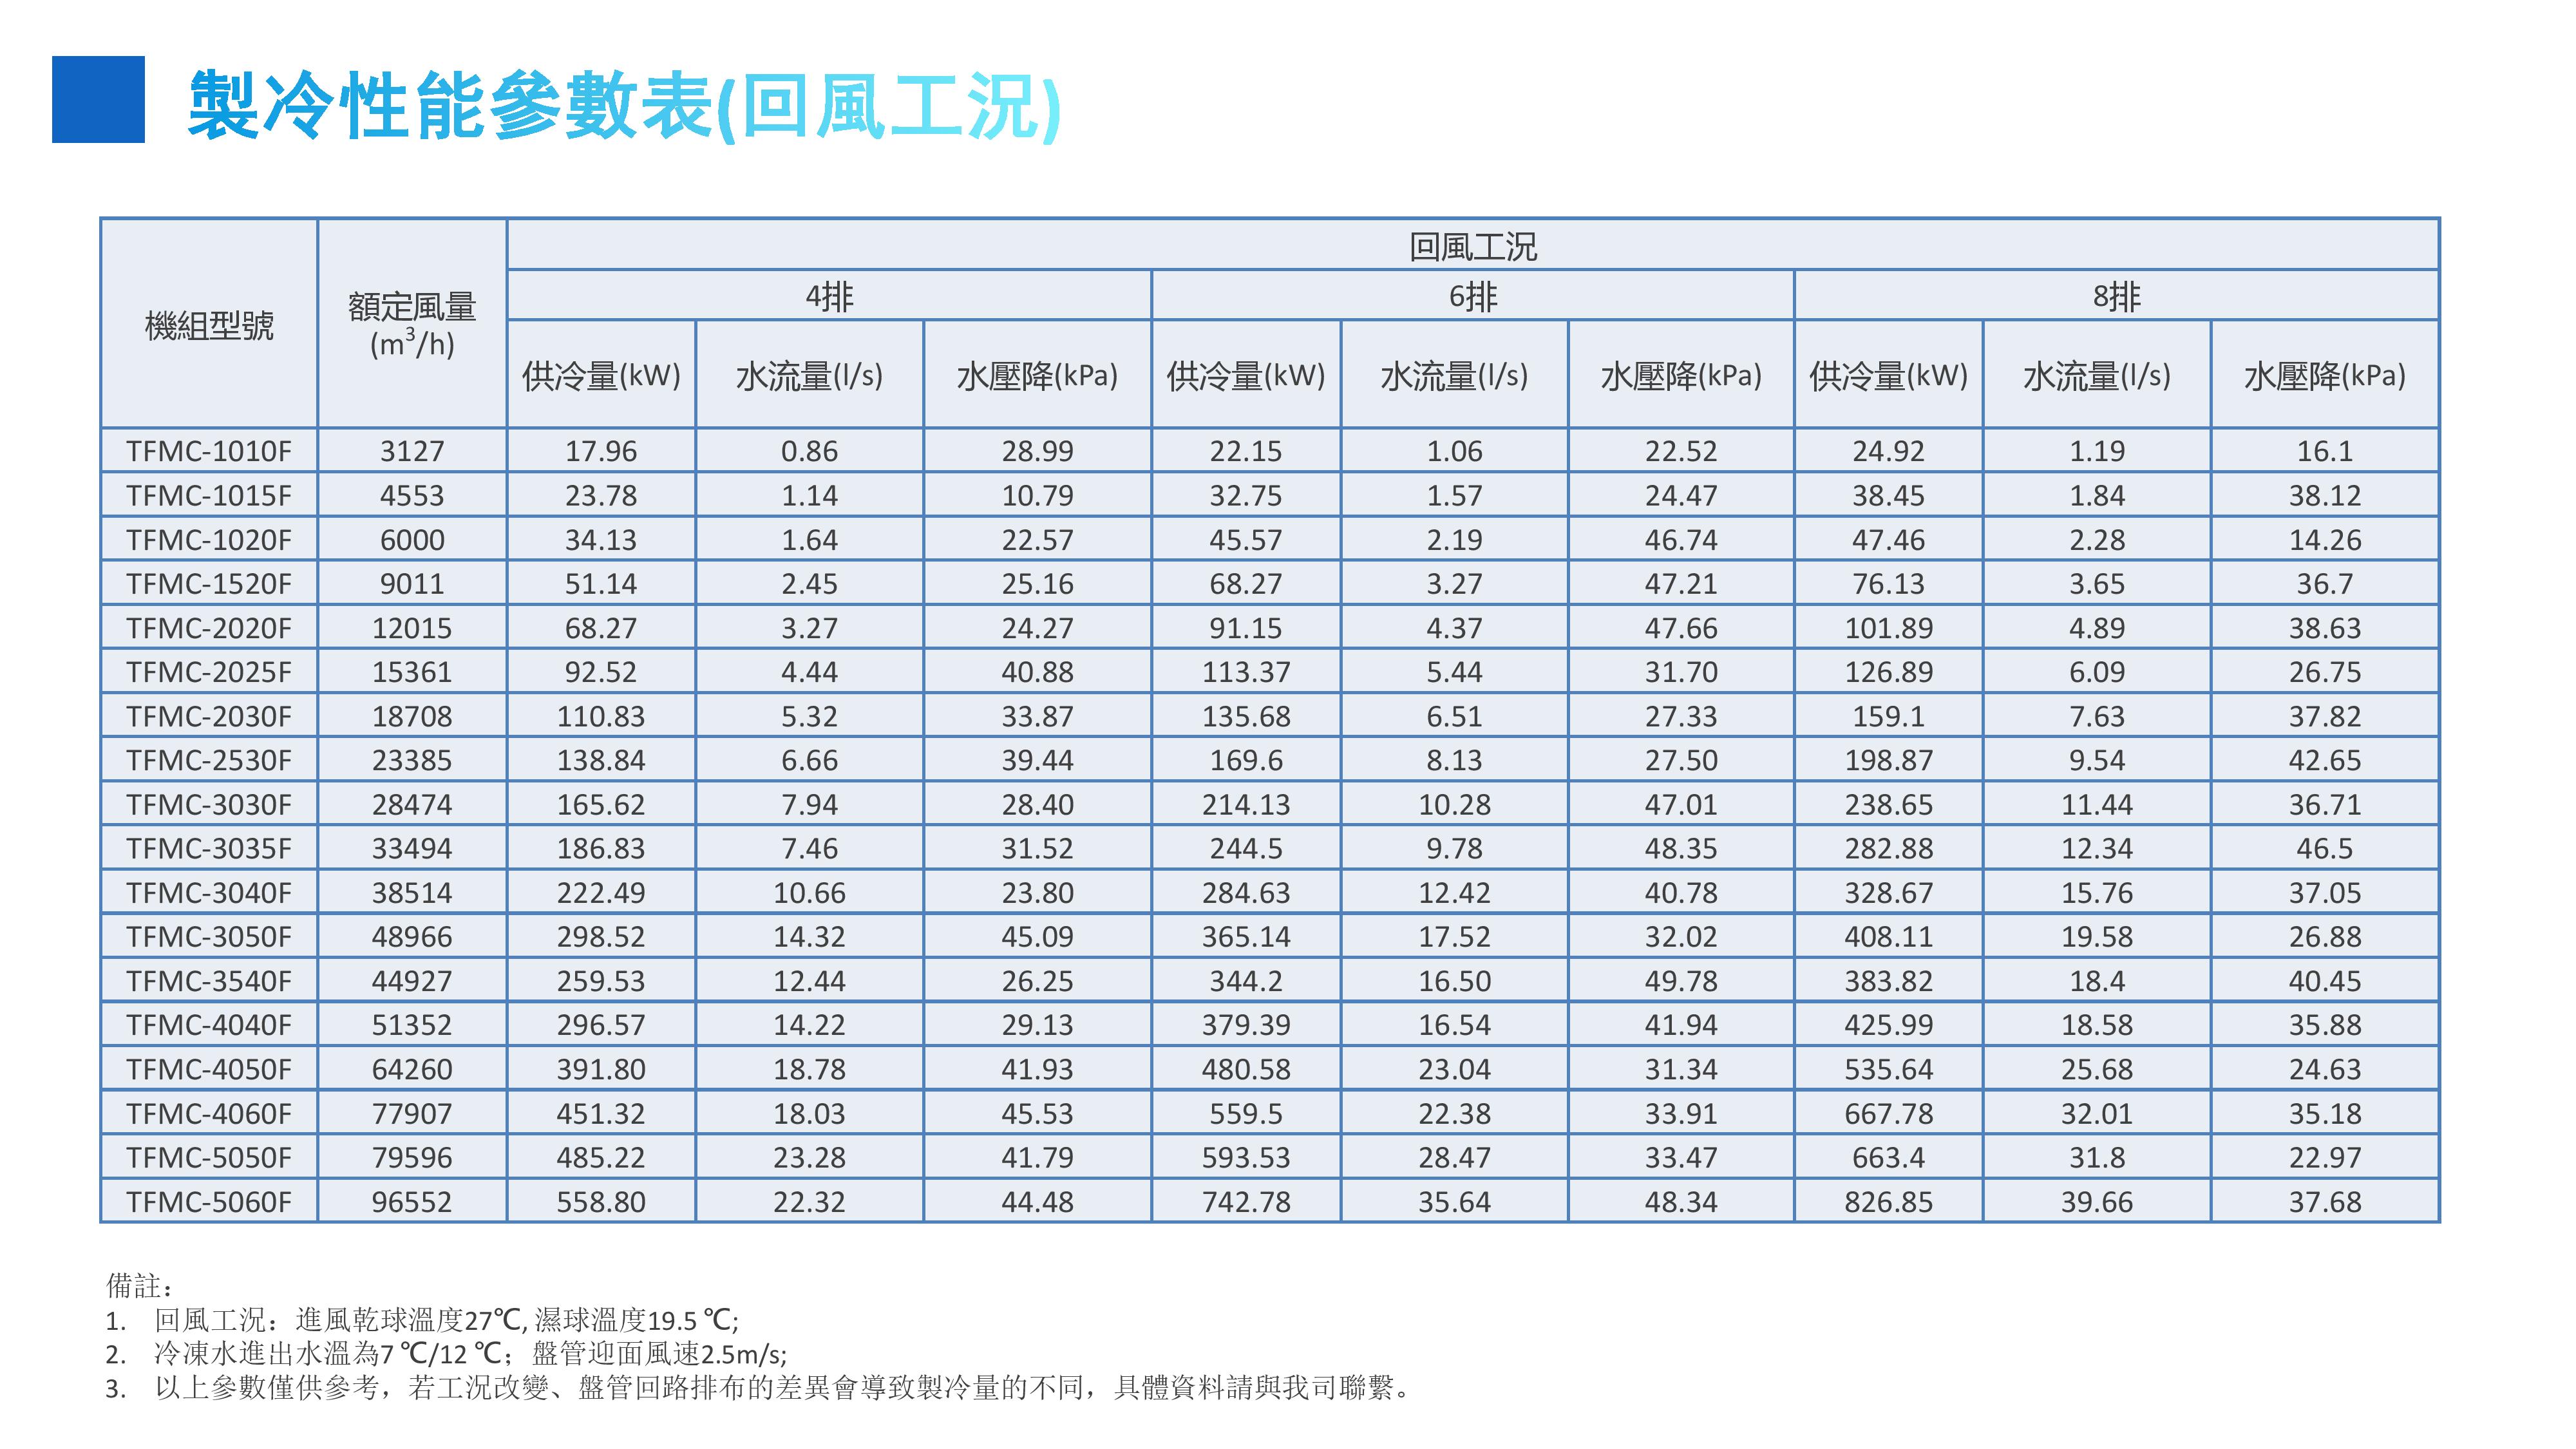 製冷性能參數表(回風工況)
機組型號 額定風量(m³/h) 回風工況
4排 6排 8排
供冷量(kW) 水流量(l/s) 水壓降(kPa) 供冷量(kW) 水流量(l/s) 水壓降(kPa) 供冷量(kW) 水流量(l/s) 水壓降(kPa)
TFMC-1010F 3127 17.96 0.86 28.99 22.15 1.06 22.52 24.92 1.19 16.1
TFMC-1015F 4553 23.78 1.14 10.79 32.75 1.57 24.47 38.45 1.84 38.12
TFMC-1020F 6000 34.13 1.64 22.57 45.57 2.19 46.74 47.46 2.28 14.26
TFMC-1520F 9011 51.14 2.45 25.16 68.27 3.27 47.21 76.13 3.65 36.7
TFMC-2020F 12015 68.27 3.27 24.27 91.15 4.37 47.66 101.89 4.89 38.63
TFMC-2025F 15361 92.52 4.44 40.88 113.37 5.44 31.70 126.89 6.09 26.75
TFMC-2030F 18708 110.83 5.32 33.87 135.68 6.51 27.33 159.1 7.63 37.82
TFMC-2530F 23385 138.84 6.66 39.44 169.6 8.13 27.50 198.87 9.54 42.65
TFMC-3030F 28474 165.62 7.94 28.40 214.13 10.28 47.01 238.65 11.44 36.71
TFMC-3035F 33494 186.83 7.46 31.52 244.5 9.78 48.35 282.88 12.34 46.5
TFMC-3040F 38514 222.49 10.66 23.80 284.63 12.42 40.78 328.67 15.76 37.05
TFMC-3050F 48966 298.52 14.32 45.09 365.14 17.52 32.02 408.11 19.58 26.88
TFMC-3540F 44927 259.53 12.44 26.25 344.2 16.50 49.78 383.82 18.4 40.45
TFMC-4040F 51352 296.57 14.22 29.13 379.39 16.54 41.94 425.99 18.58 35.88
TFMC-4050F 64260 391.80 18.78 41.93 480.58 23.04 31.34 535.64 25.68 24.63
TFMC-4060F 77907 451.32 18.03 45.53 559.5 22.38 33.91 667.78 32.01 35.18
TFMC-5050F 79596 485.22 23.28 41.79 593.53 28.47 33.47 663.4 31.8 22.97
TFMC-5060F 96552 558.80 22.32 44.48 742.78 35.64 48.34 826.85 39.66 37.68
備註：
1. 回風工況：進風乾球溫度27℃, 濕球溫度19.5 ℃;
2. 冷凍水進出水溫為7 ℃/12 ℃；盤管迎面風速2.5m/s;
3. 以上參數僅供參考，若工況改變、盤管回路排布的差異會導致製冷量的不同，具體資料請與我司聯繫。